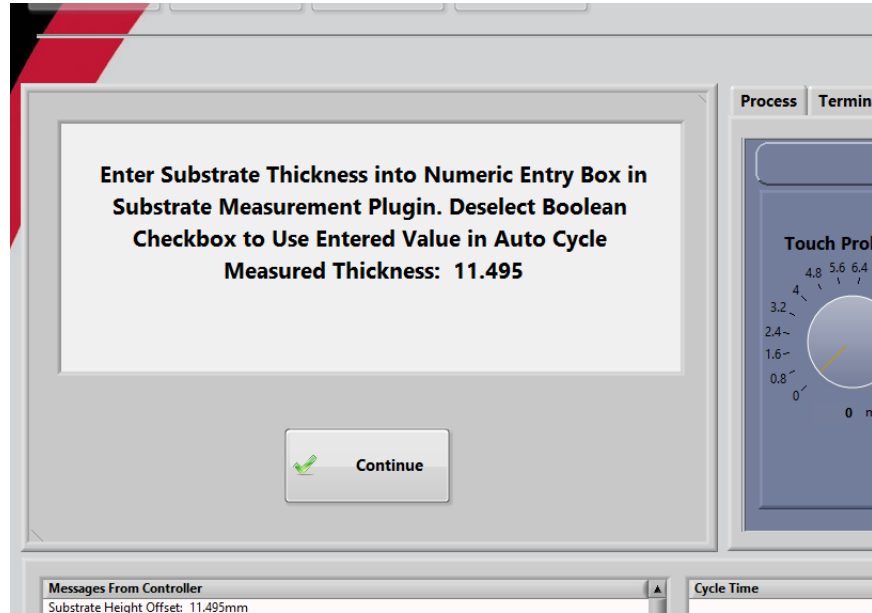 Process
Termin
Enter Substrate Thickness into Numeric Entry Box in
Substrate Measurement Plugin. Deselect Boolean
Checkbox to Use Entered Value in Auto Cycle
Measured Thickness: 11.495
Continue
Touch Prol
4.8 5.6 6.4
4
3.2
2.4
1.6
0.8
0
0
Messages From Controller
Substrate Height Offset: 11.495mm
Cycle Time